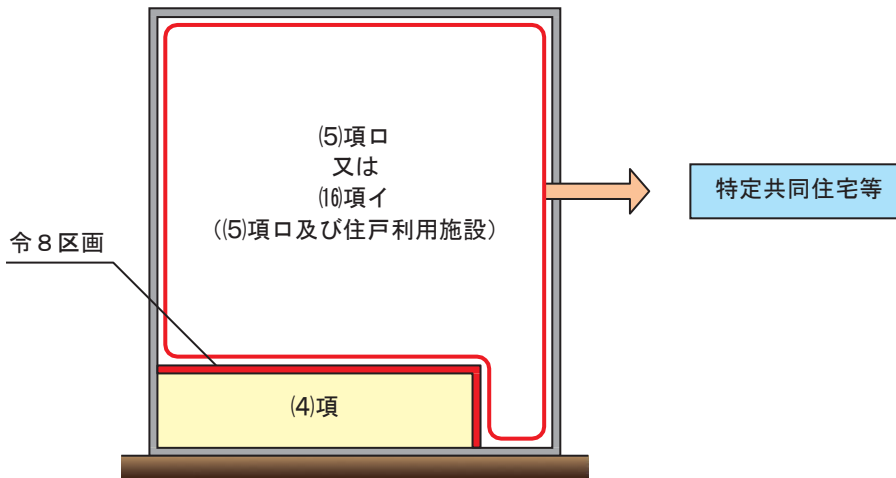 ⑸項ロ
又は
⒃項イ
(⑸項ロ及び住戸利用施設)
特定共同住宅等
令８区画
⑷項